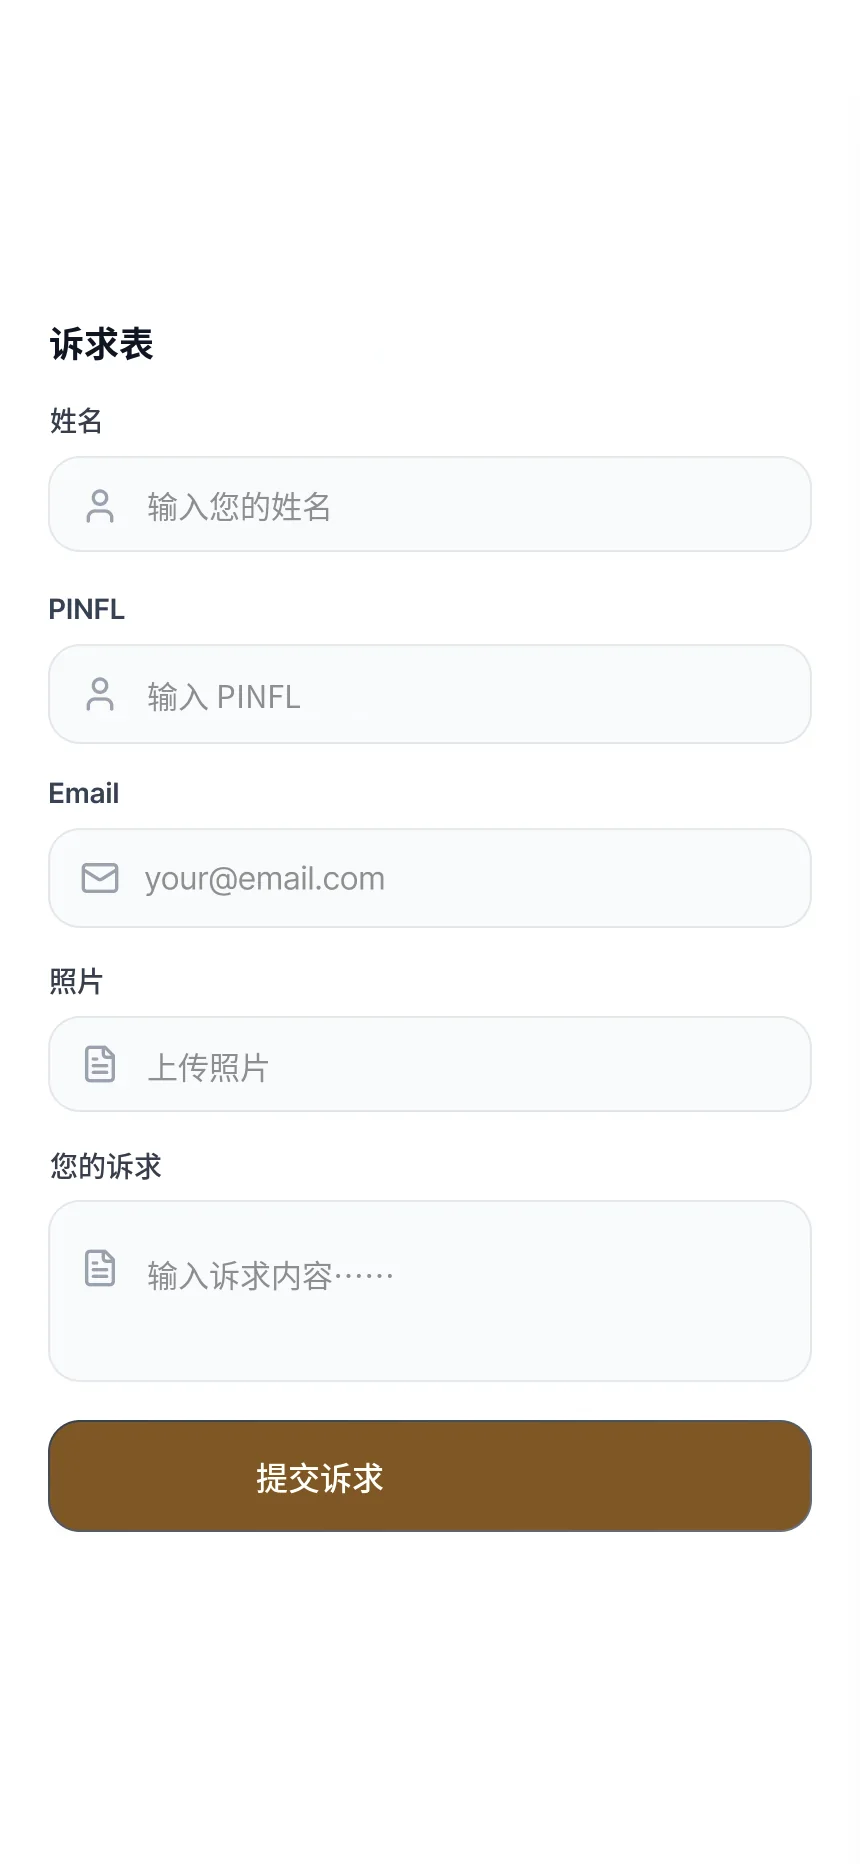 诉求表
姓名
输入您的姓名
PINFL
输入 PINFL
Email
your@email.com
照片
上传照片
您的诉求
输入诉求内容……
提交诉求